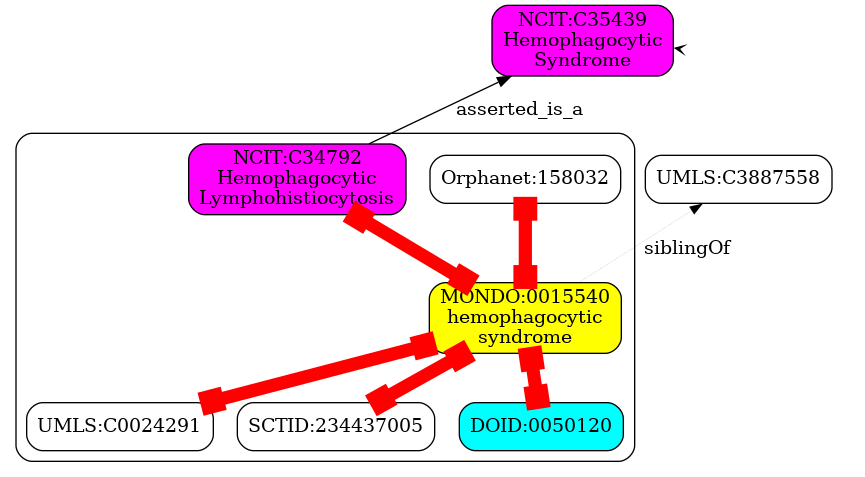 NCIT:C35439
Hemophagocytic
Syndrome
asserted_is_a
NCIT:C34792
Hemophagocytic
Lymphohistiocytosis
Orphanet:158032
UMLS:C3887558
siblingOf
MONDO:0015540
hemophagocytic
syndrome
UMLS:C0024291
SCTID:234437005
DOID:0050120